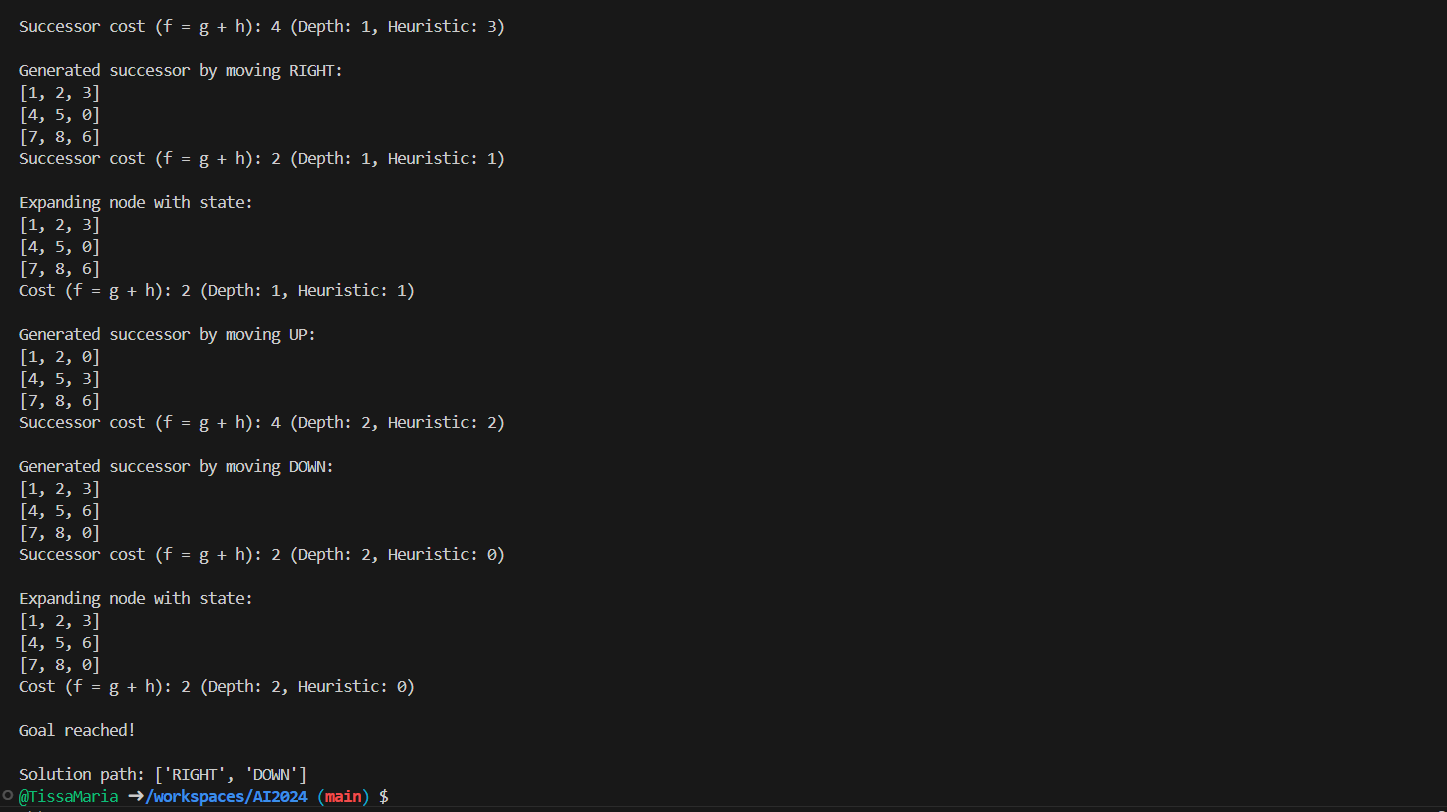 Successor cost (f = g + h): 4 (Depth: 1, Heuristic: 3)
Generated successor by moving RIGHT:
[1, 2, 3]
[4, 5, 0]
[7, 8, 6]
Successor cost (f = g + h): 2 (Depth: 1, Heuristic: 1)
Expanding node with state:
[1, 2, 3]
[4, 5, 0]
[7, 8, 6]
Cost (f = g + h): 2 (Depth: 1, Heuristic: 1)
Generated successor by moving UP:
[1, 2, 0]
[4, 5, 3]
[7, 8, 6]
Successor cost (f = g + h): 4 (Depth: 2, Heuristic: 2)
Generated successor by moving DOWN:
[1, 2, 3]
[4, 5, 6]
[7, 8, 0]
Successor cost (f = g + h): 2 (Depth: 2, Heuristic: 0)
Expanding node with state:
[1, 2, 3]
[4, 5, 6]
[7, 8, 0]
Cost (f = g + h): 2 (Depth: 2, Heuristic: 0)
Goal reached!
Solution path: ['RIGHT', 'DOWN']
@TissaMaria ➜/workspaces/AI2024 (main) $